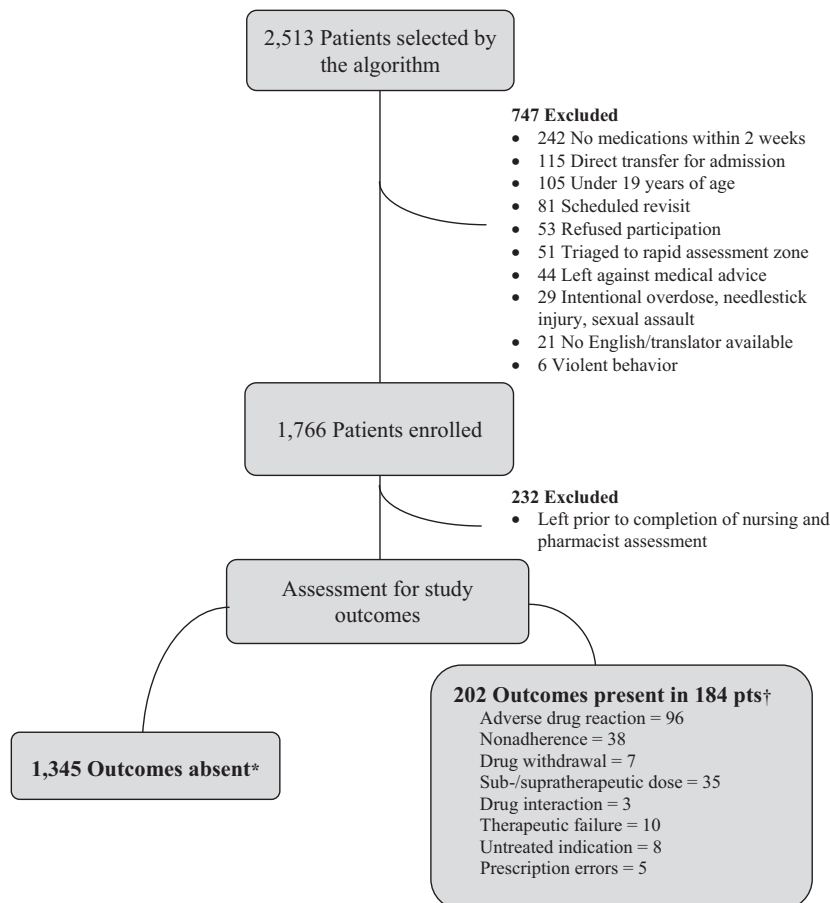 2,513 Patients selected by
the algorithm
747 Excluded
• 242 No medications within 2 weeks
• 115 Direct transfer for admission
• 105 Under 19 years of age
• 81 Scheduled revisit
• 53 Refused participation
• 51 Triaged to rapid assessment zone
• 44 Left against medical advice
• 29 Intentional overdose, needlestick
injury, sexual assault
• 21 No English/translator available
• 6 Violent behavior
1,766 Patients enrolled
232 Excluded
• Left prior to completion of nursing and
pharmacist assessment
Assessment for study
outcomes
1,345 Outcomes absent*
202 Outcomes present in 184 pts†
Adverse drug reaction = 96
Nonadherence = 38
Drug withdrawal = 7
Sub-/supratherapeutic dose = 35
Drug interaction = 3
Therapeutic failure = 10
Untreated indication = 8
Prescription errors = 5